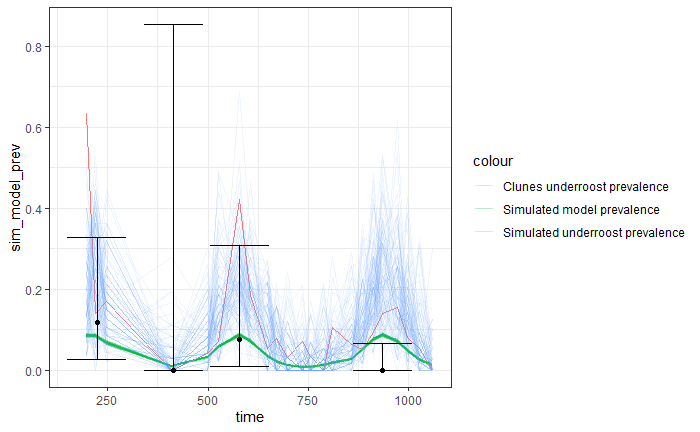 sim_model_prev
0.8
0.6
0.4
0.2
0.0
250
500
750
1000
time
colour
Clunes underroost prevalence
Simulated model prevalence
Simulated underroost prevalence